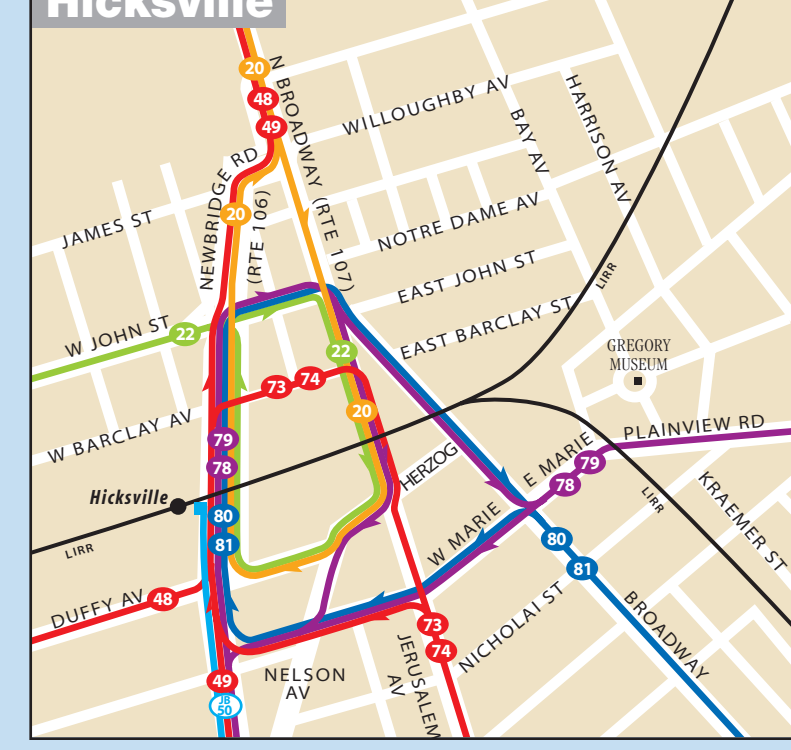 Hicksville
20
48
49
N BROADWAY (RTE 107)
WILLOUGHBY AV
BAY AV
HARRISON AV
NEWBRIDGE RD
(RTE 106)
20
JAMES ST
NOTRE DAME AV
EAST JOHN ST
LIRR
EAST BARCLAY ST
W JOHN ST
22
22
GREGORY
MUSEUM
73
74
20
W BARCLAY AV
79
78
HERZOG
E MARIE
PLAINVIEW RD
79
78
Hicksville
80
81
LIRR
LIRR
KRAEMER ST
W MARIE
80
81
DUFFY AV
48
NICHOLAI ST
BROADWAY
73
74
JERUSALEM
AV
NELSON
AV
49
JB
50